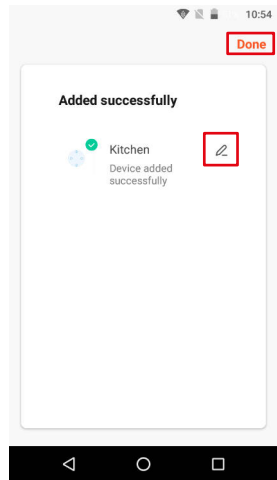 10:54
Done
Added successfully
Kitchen
Device added
successfully